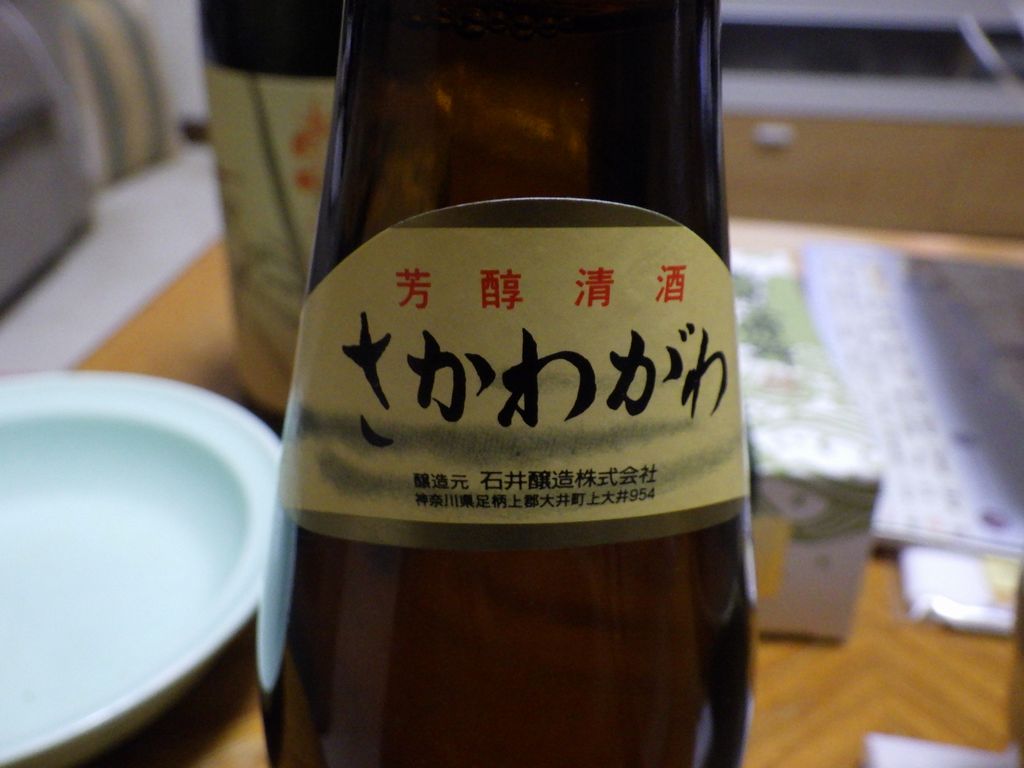 芳醇清酒
さかわがわ
醸造元 石井醸造株式会社
神奈川県足柄上郡大井町上大井954